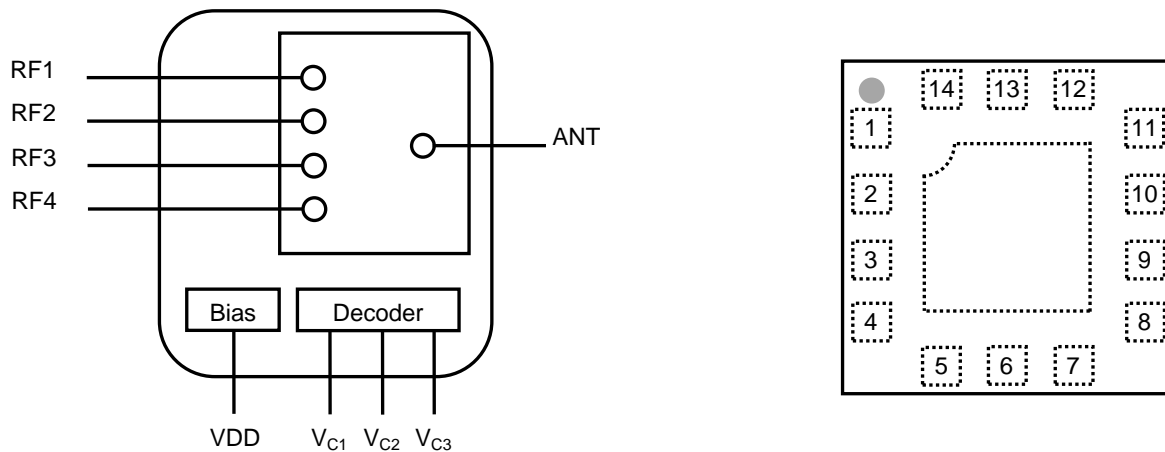 RF1
RF2
RF3
RF4
ANT
Bias
Decoder
VDD
VC1
VC2
VC3
14
13
12
1
11
2
10
3
9
4
8
5
6
7